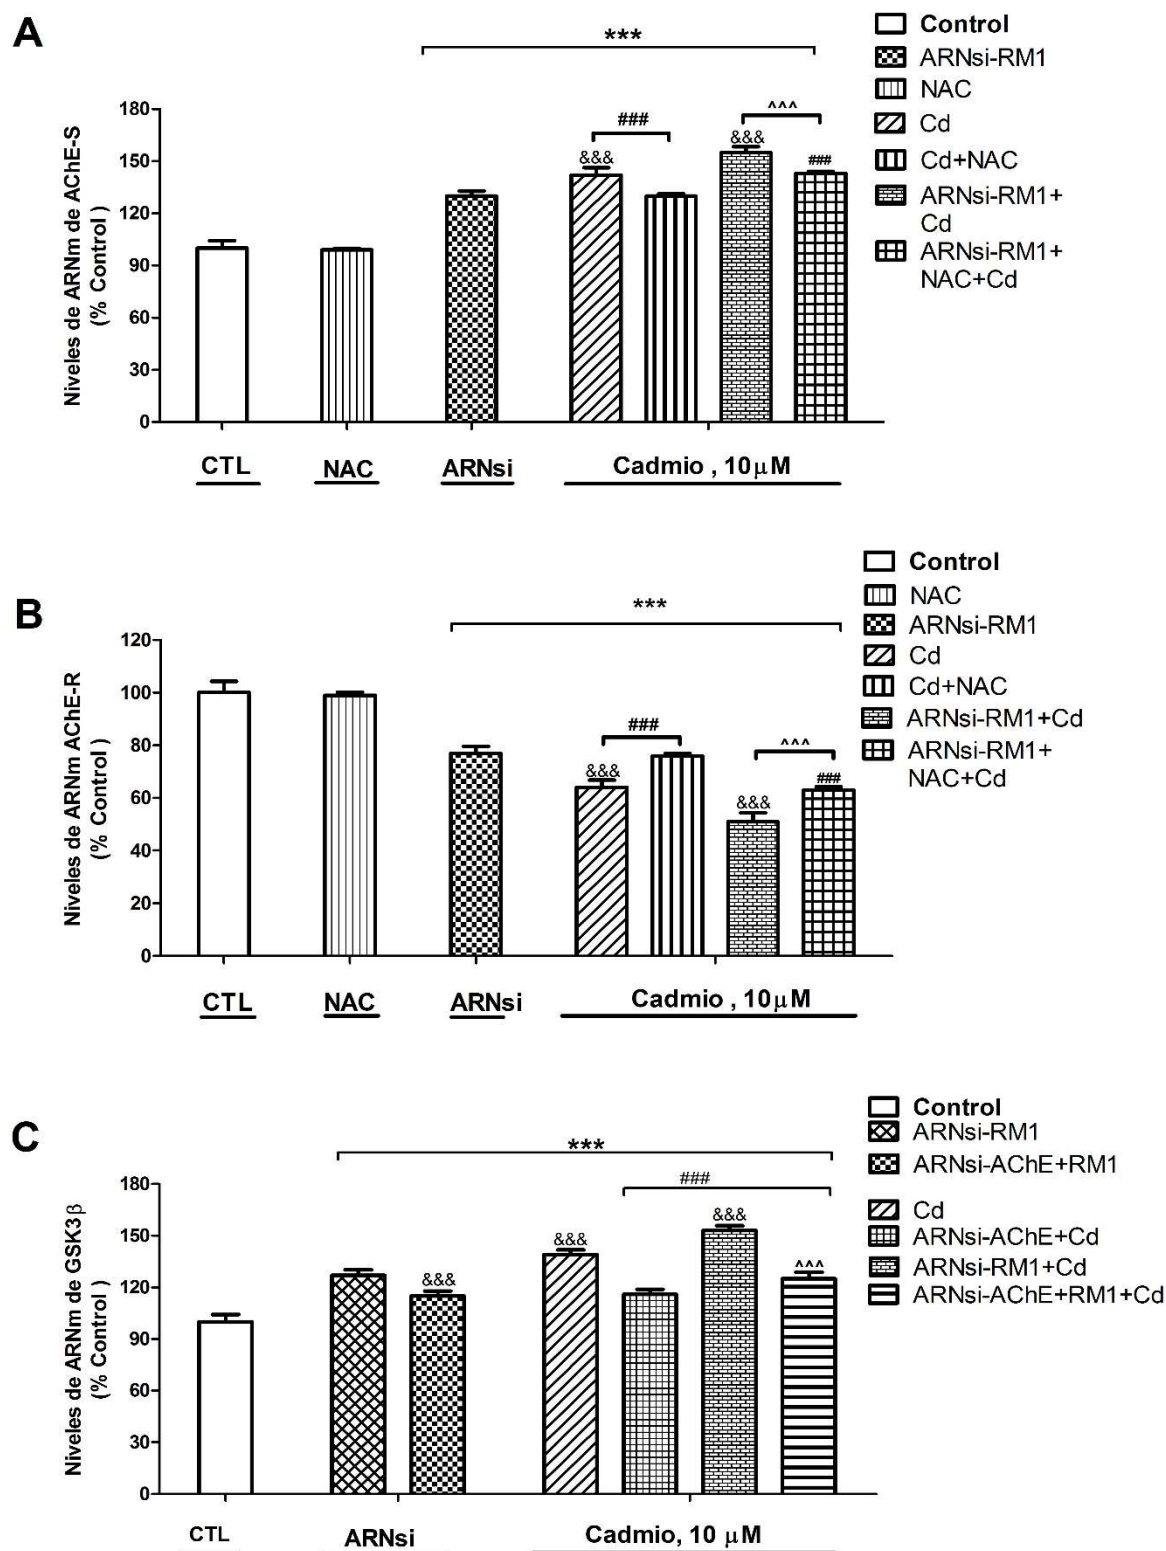 A
***
Control
ARNsi-RM1
NAC
Cd
Cd+NAC
ARNsi-RM1+
Cd
ARNsi-RM1+
NAC+Cd
Niveles de ARNm de AChE-S
(% Control )
180
150
120
90
60
30
0
&&&
###
&&&
^^^
###
CTL
NAC
ARNsi
Cadmio , 10µM
B
***
Control
NAC
ARNsi-RM1
Cd
Cd+NAC
ARNsi-RM1+Cd
ARNsi-RM1+
NAC+Cd
Niveles de ARNm AChE-R
(% Control )
120
100
80
60
40
20
0
&&&
###
&&&
^^^
###
CTL
NAC
ARNsi
Cadmio , 10µM
C
***
###
Control
ARNsi-RM1
ARNsi-AChE+RM1
Cd
ARNsi-AChE+Cd
ARNsi-RM1+Cd
ARNsi-AChE+RM1+Cd
Niveles de ARNm de GSK3β
(% Control )
180
150
120
90
60
30
0
&&&
&&&
&&&
^^^
CTL
ARNsi
Cadmio, 10 µM